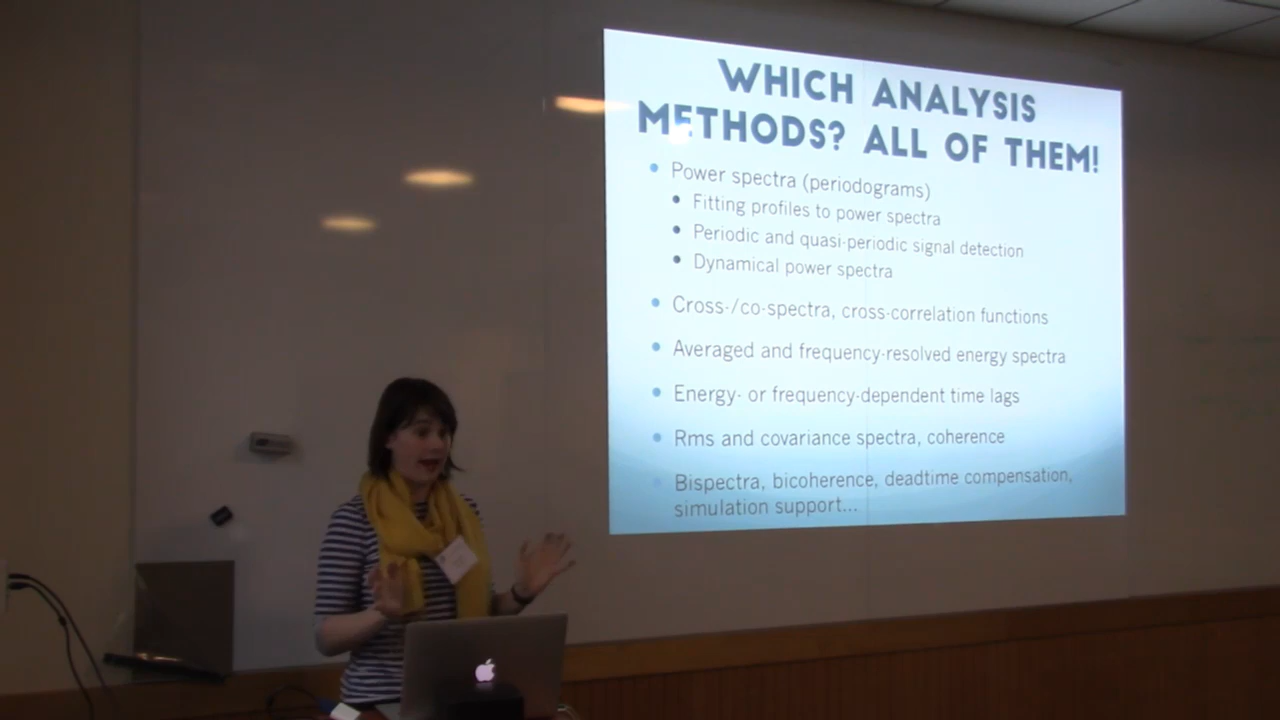 WHICH ANALYSIS
METHODS? ALL OF THEM!
Power spectra (periodograms)
Fitting profiles to power spectra
Periodic and quasi-periodic signal detection
Dynamical power spectra
Cross-/co-spectra, cross-correlation functions
Averaged and frequency-resolved energy spectra
Energy- or frequency-dependent time lags
Rms and covariance spectra, coherence
Bispectra, bicoherence, deadtime compensation,
simulation support...